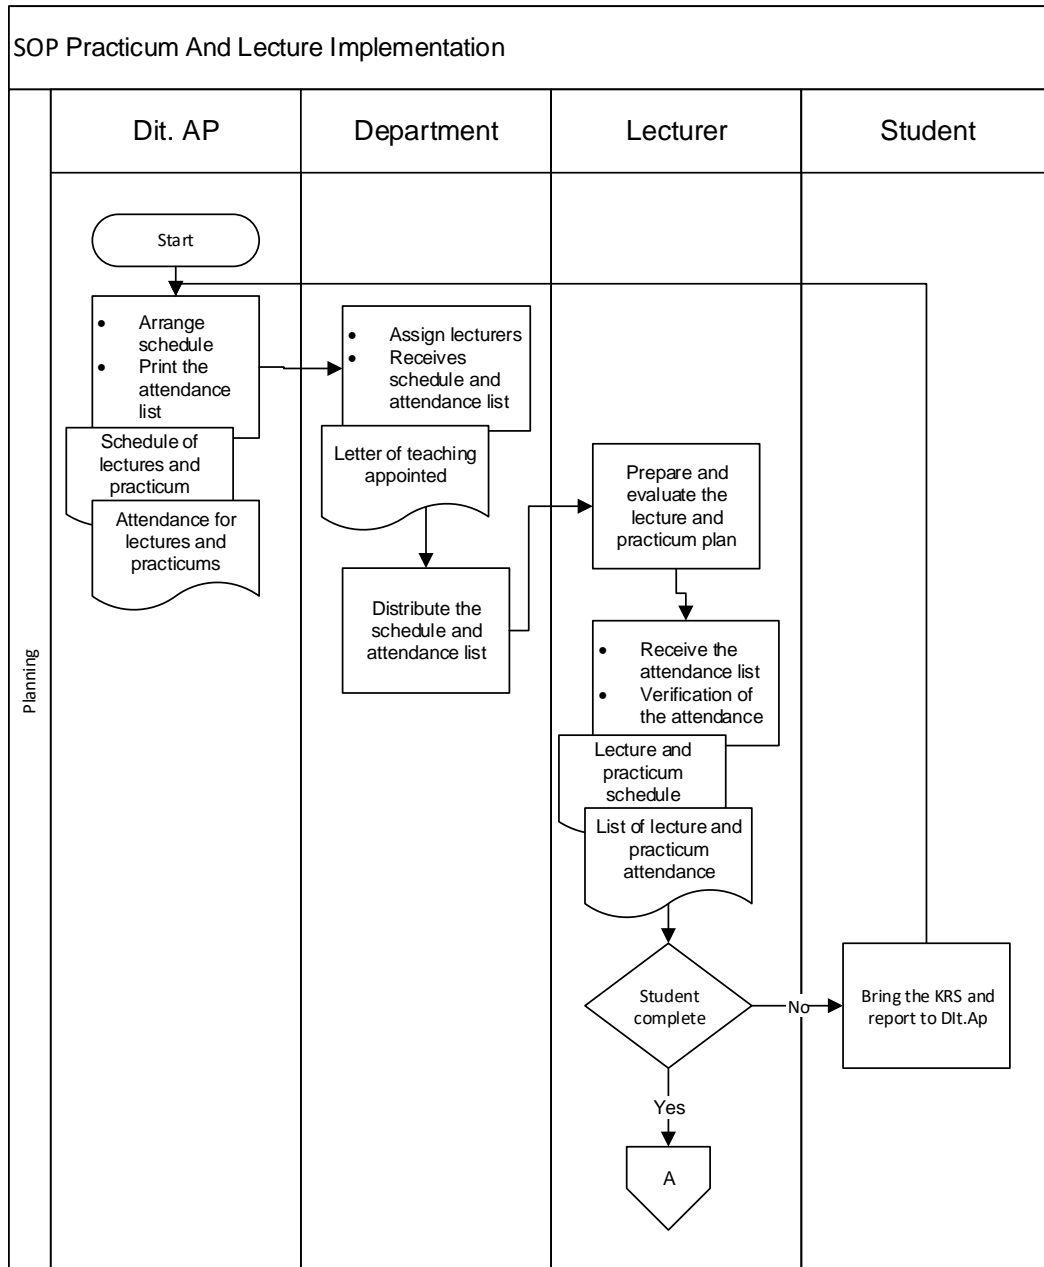 SOP Practicum And Lecture Implementation
Dit. AP
Department
Lecturer
Student
Planning
Start
• Arrange
schedule
• Print the
attendance
list
Schedule of
lectures and
practicum
Attendance for
lectures and
practicums
• Assign lecturers
• Receives
schedule and
attendance list
Letter of teaching
appointed
Distribute the
schedule and
attendance list
Prepare and
evaluate the
lecture and
practicum plan
• Receive the
attendance list
• Verification of
the attendance
Lecture and
practicum
schedule
List of lecture and
practicum
attendance
Student
complete
No
Bring the KRS and
report to DIt.Ap
Yes
A